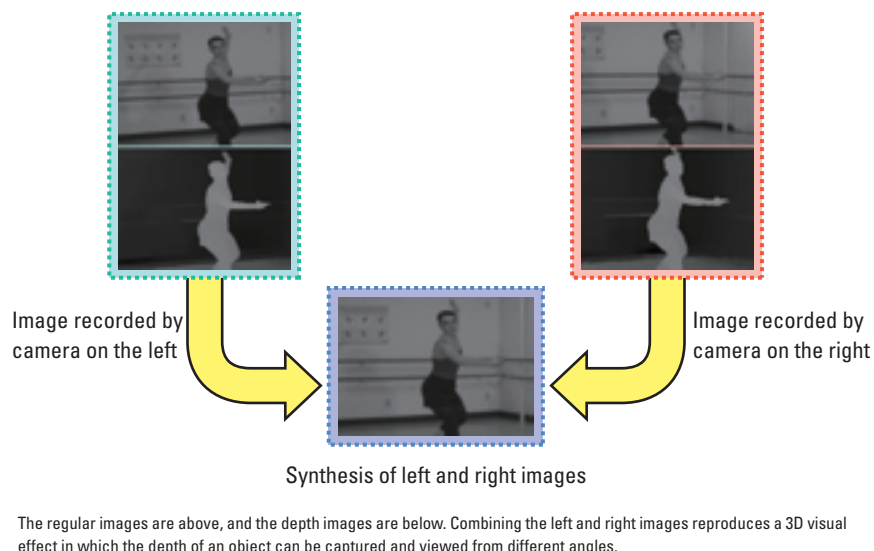 Image recorded by
camera on the left
Image recorded by
camera on the right
Synthesis of left and right images
The regular images are above, and the depth images are below. Combining the left and right images reproduces a 3D visual
effect in which the depth of an object can be captured and viewed from different angles.